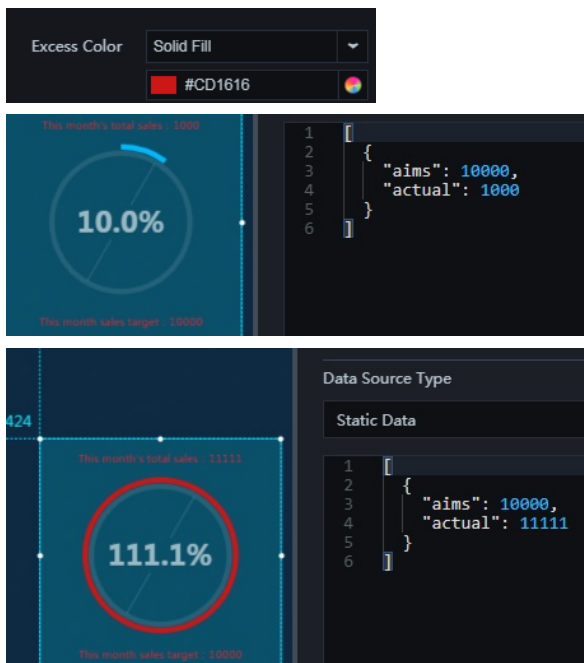 Excess Color Solid Fill
#CD1616
This month's total sales : 1000
10.0%
This month sales target : 10000
1 [
2 {
3 "aims": 10000,
4 "actual": 1000
5 }
6 ]
424
This month's total sales : 11111
111.1%
This month sales target : 10000
Data Source Type
Static Data
1 [
2 {
3 "aims": 10000,
4 "actual": 11111
5 }
6 ]